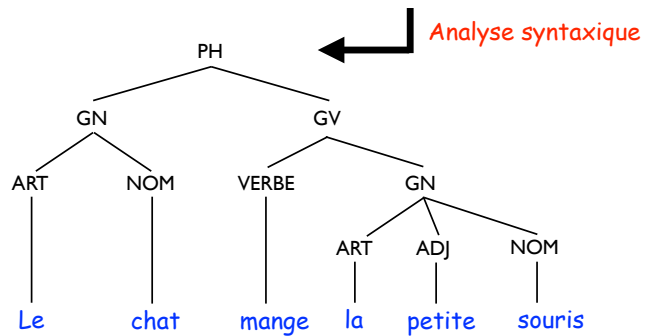 Analyse syntaxique
PH
GN GV
ART NOM VERBE GN
ART ADJ NOM
Le chat mange la petite souris